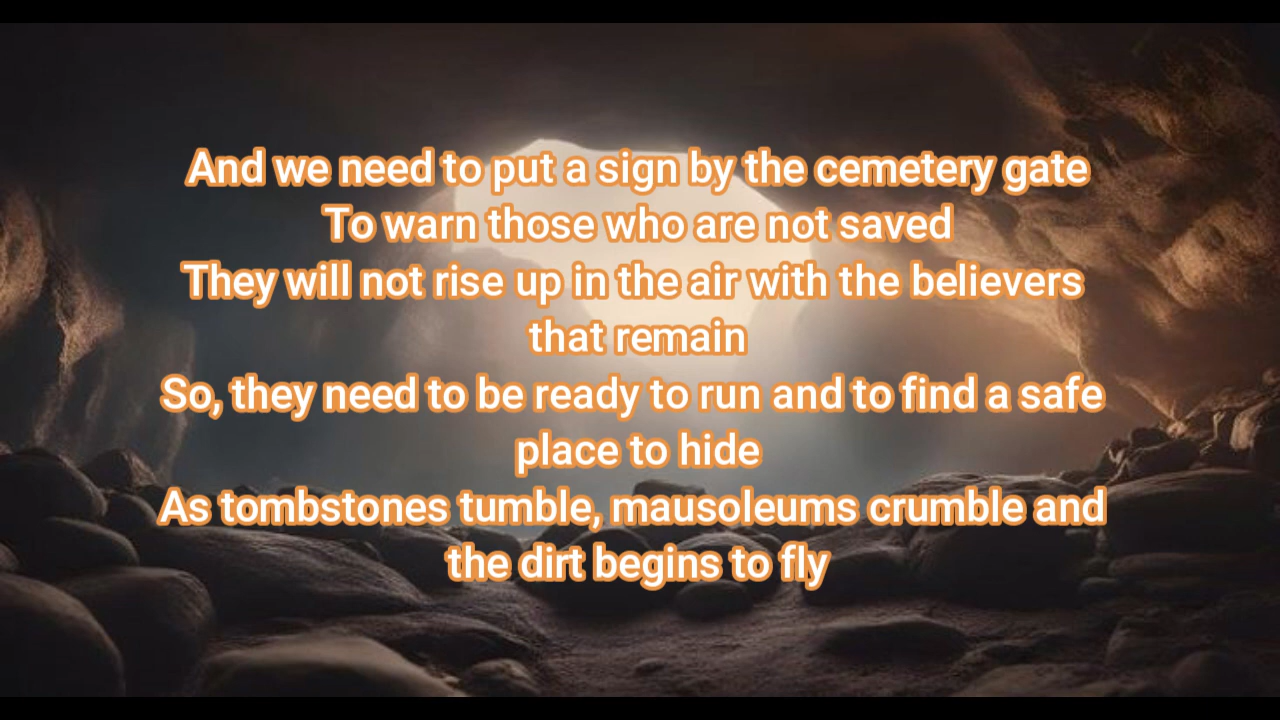 And we need to put a sign by the cemetery gate
To warn those who are not saved
They will not rise up in the air with the believers
that remain
So, they need to be ready to run and to find a safe
place to hide
As tombstones tumble, mausoleums crumble and
the dirt begins to fly